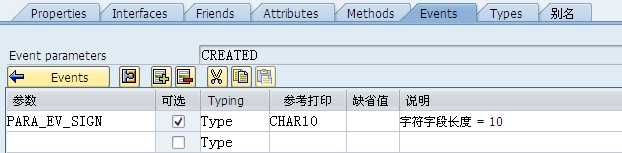 Properties Interfaces Friends Attributes Methods Events Types 别名
Event parameters CREATED
Events
参数 可选 Typing 参考打印 缺省值 说明
PARA_EV_SIGN Type CHAR10 字符字段长度 = 10
Type